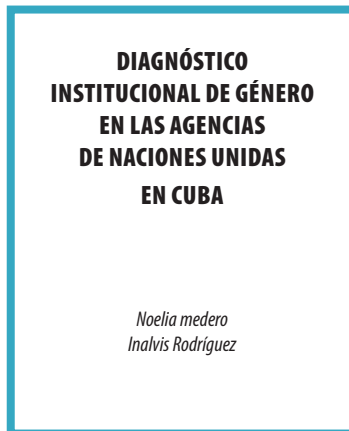 DIAGNÓSTICO
INSTITUCIONAL DE GÉNERO
EN LAS AGENCIAS
DE NACIONES UNIDAS
EN CUBA
Noelia medero
Inalvis Rodríguez